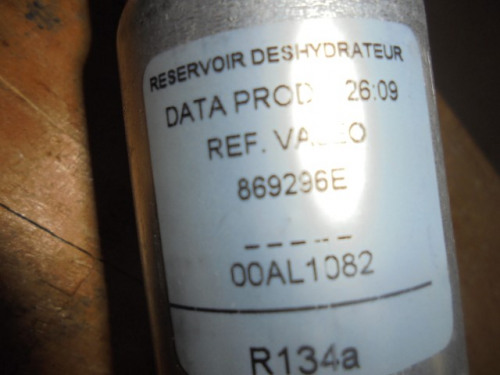 RESERVOIR DESHYDRATEUR
DATA PROD 26:09
REF. VALEO
869296E
_ _ _ _ _
00AL1082
R134a